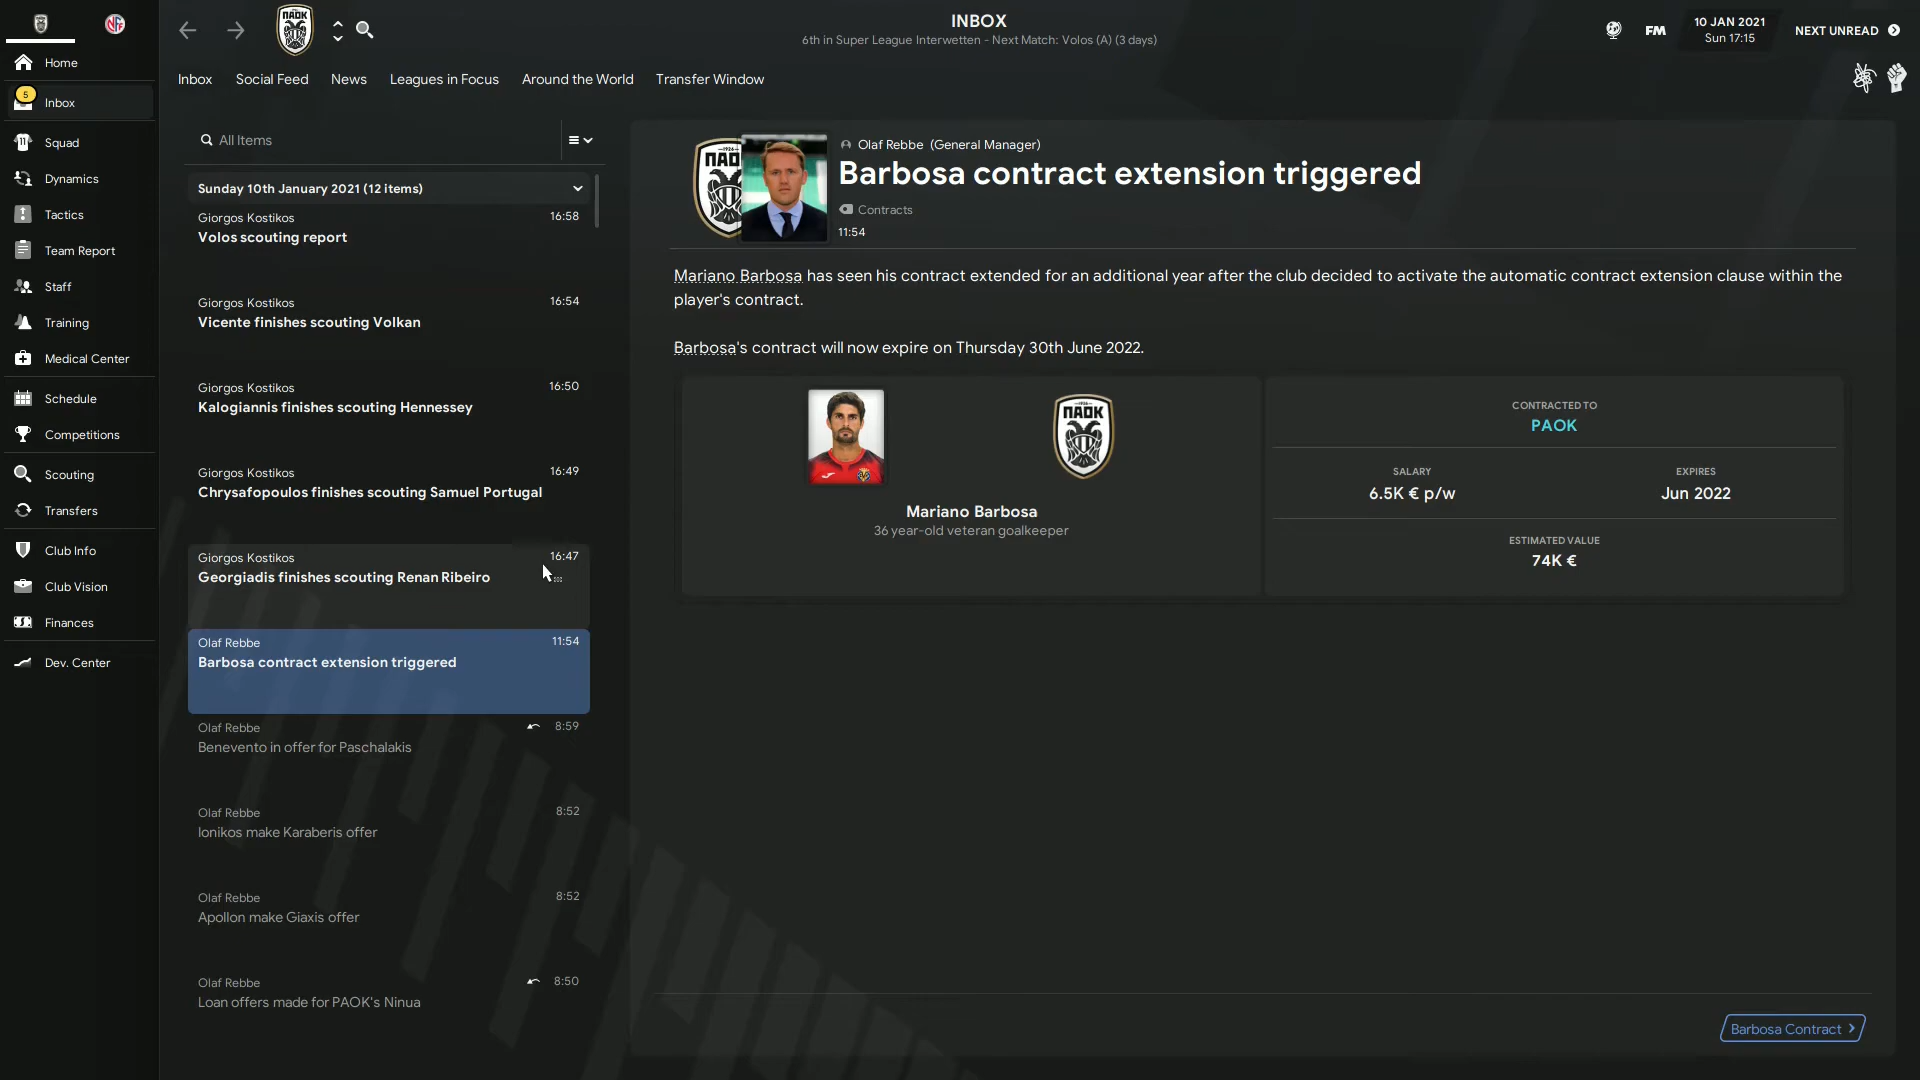 INBOX
6th in Super League Interwetten - Next Match: Volos (A) (3 days)
FM
10 JAN 2021
Sun 17:15
NEXT UNREAD
Home
5
Inbox
Squad
Dynamics
Tactics
Team Report
Staff
Training
Medical Center
Schedule
Competitions
Scouting
Transfers
Club Info
Club Vision
Finances
Dev. Center
Inbox
Social Feed
News
Leagues in Focus
Around the World
Transfer Window
All Items
Sunday 10th January 2021 (12 items)
Giorgos Kostikos 16:58
Volos scouting report
Giorgos Kostikos 16:54
Vicente finishes scouting Volkan
Giorgos Kostikos 16:50
Kalogiannis finishes scouting Hennessey
Giorgos Kostikos 16:49
Chrysafopoulos finishes scouting Samuel Portugal
Giorgos Kostikos 16:47
Georgiadis finishes scouting Renan Ribeiro
Olaf Rebbe 11:54
Barbosa contract extension triggered
Olaf Rebbe 8:59
Benevento in offer for Paschalakis
Olaf Rebbe 8:52
Ionikos make Karaberis offer
Olaf Rebbe 8:52
Apollon make Giaxis offer
Olaf Rebbe 8:50
Loan offers made for PAOK's Ninua
Olaf Rebbe (General Manager)
Barbosa contract extension triggered
Contracts
11:54
Mariano Barbosa has seen his contract extended for an additional year after the club decided to activate the automatic contract extension clause within the
player's contract.
Barbosa's contract will now expire on Thursday 30th June 2022.
ΠΑΟΚ
Mariano Barbosa
36 year-old veteran goalkeeper
CONTRACTED TO
PAOK
SALARY
6.5K € p/w
EXPIRES
Jun 2022
ESTIMATED VALUE
74K €
Barbosa Contract